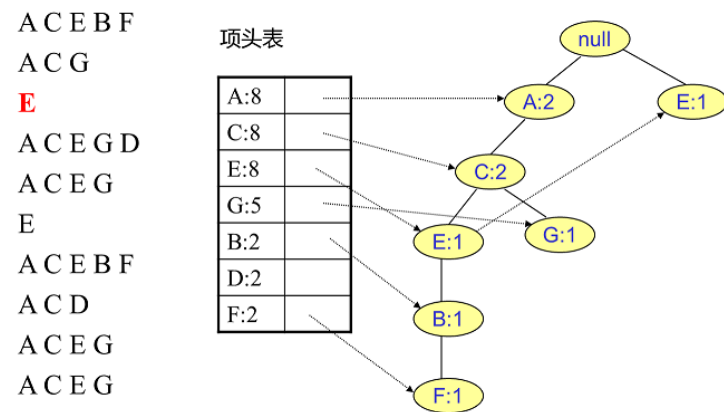 A C E B F
A C G
E
A C E G D
A C E G
E
A C E B F
A C D
A C E G
A C E G
项头表
A:8
C:8
E:8
G:5
B:2
D:2
F:2
null
A:2
E:1
C:2
E:1
G:1
B:1
F:1